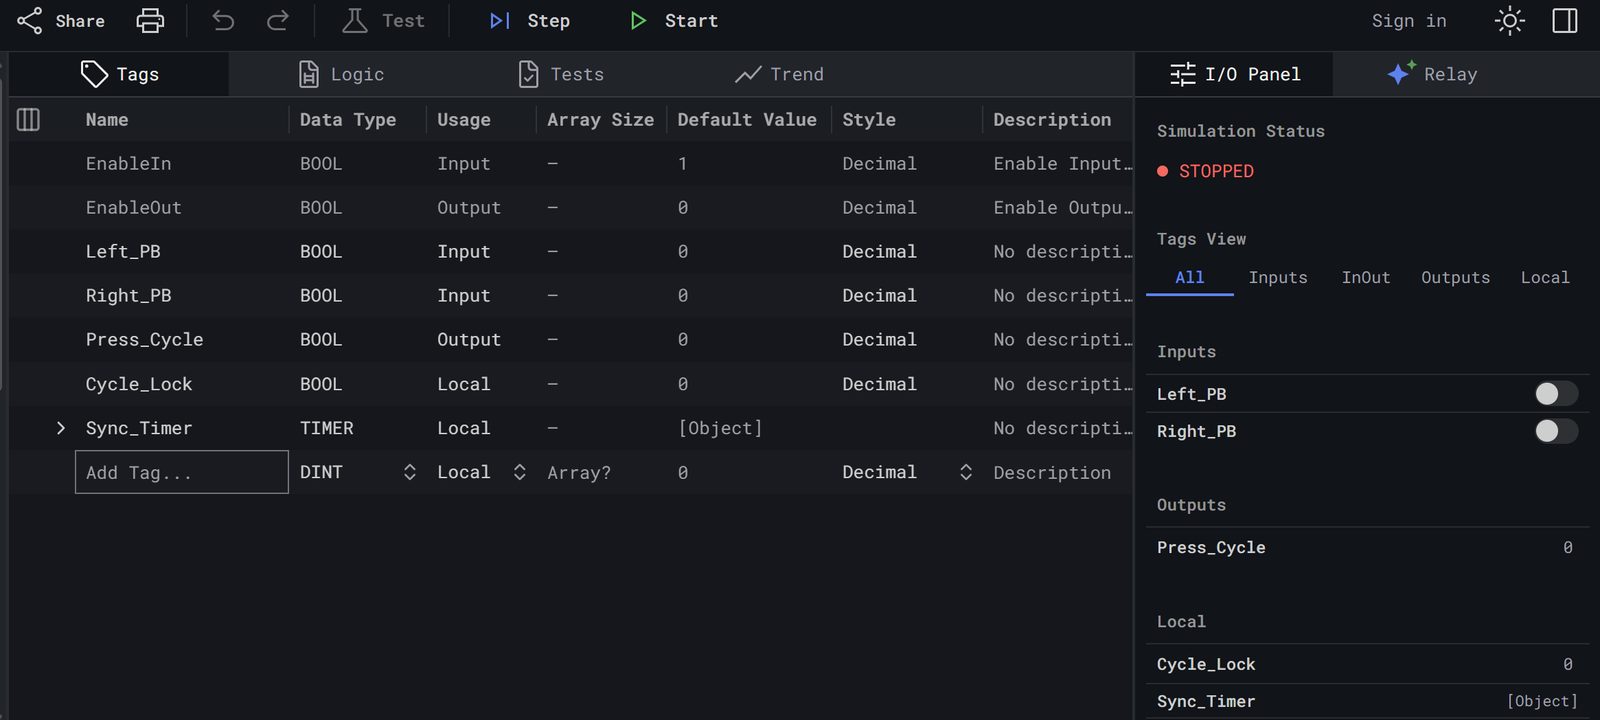 Share Test Step Start Sign in
Tags Logic Tests Trend I/O Panel Relay
Name Data Type Usage Array Size Default Value Style Description
EnableIn BOOL Input – 1 Decimal Enable Input…
EnableOut BOOL Output – 0 Decimal Enable Outpu…
Left_PB BOOL Input – 0 Decimal No descripti…
Right_PB BOOL Input – 0 Decimal No descripti…
Press_Cycle BOOL Output – 0 Decimal No descripti…
Cycle_Lock BOOL Local – 0 Decimal No descripti…
Sync_Timer TIMER Local – [Object] No descripti…
Add Tag... DINT Local Array? 0 Decimal Description
Simulation Status
STOPPED
Tags View
All Inputs InOut Outputs Local
Inputs
Left_PB
Right_PB
Outputs
Press_Cycle 0
Local
Cycle_Lock 0
Sync_Timer [Object]